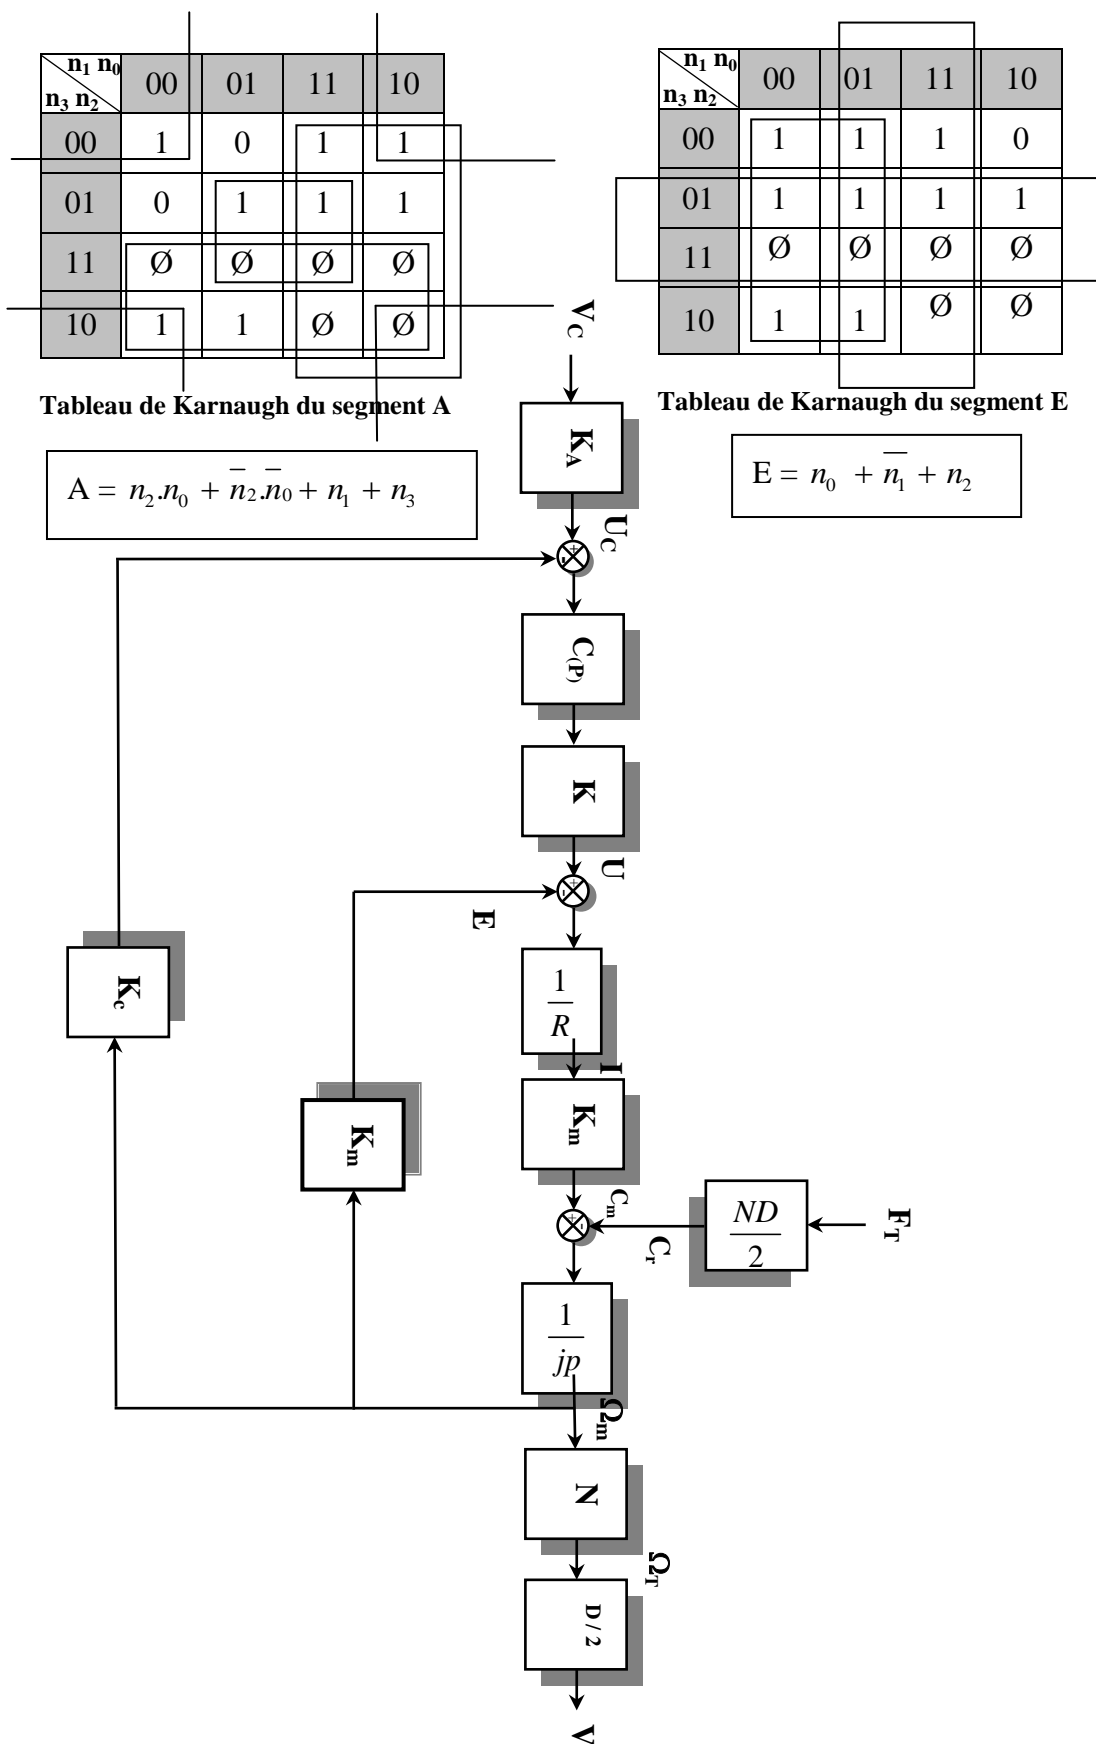 n1 n0
n3 n2
00 01 11 10
00 1 0 1 1
01 0 1 1 1
11 Ø Ø Ø Ø
10 1 1 Ø Ø
Tableau de Karnaugh du segment A
A = n̅2.n̅0 + n2.n0 + n1 + n3
n1 n0
n3 n2
00 01 11 10
00 1 1 1 0
01 1 1 1 1
11 Ø Ø Ø Ø
10 1 1 Ø Ø
Tableau de Karnaugh du segment E
E = n0 + n̅1 + n2
VC
KA
UC
+
-
C(P)
K
U
+
-
E
1
R
I
Kc
Km
Km
Cm
+
-
Cr
ND
2
FT
1
jp
Ωm
N
ΩT
D / 2
V